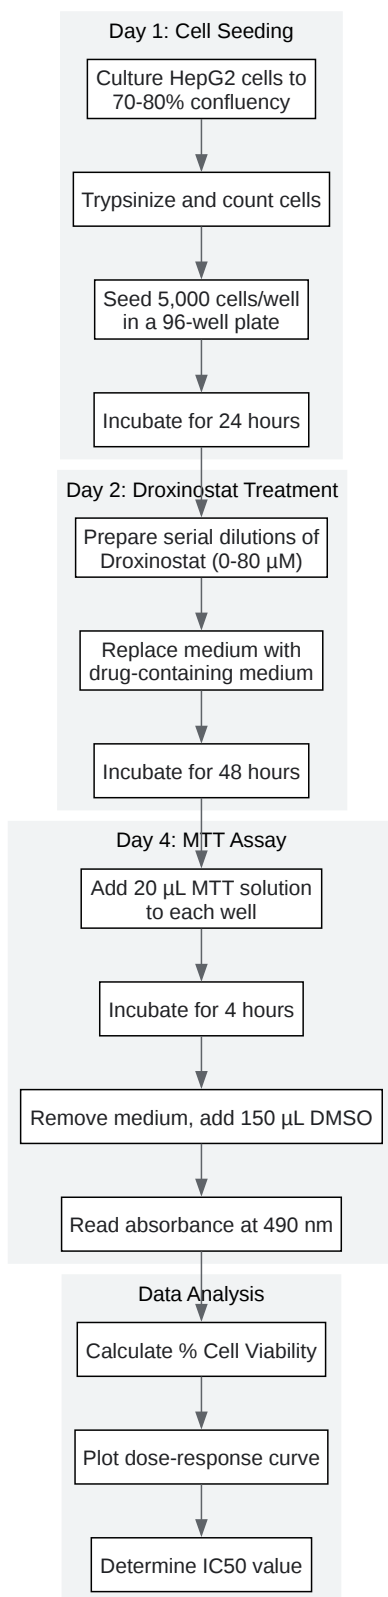 Day 1: Cell Seeding
Culture HepG2 cells to
70-80% confluency
Trypsinize and count cells
Seed 5,000 cells/well
in a 96-well plate
Incubate for 24 hours
Day 2: Droxinostat Treatment
Prepare serial dilutions of
Droxinostat (0-80 µM)
Replace medium with
drug-containing medium
Incubate for 48 hours
Day 4: MTT Assay
Add 20 µL MTT solution
to each well
Incubate for 4 hours
Remove medium, add 150 µL DMSO
Read absorbance at 490 nm
Data Analysis
Calculate % Cell Viability
Plot dose-response curve
Determine IC50 value